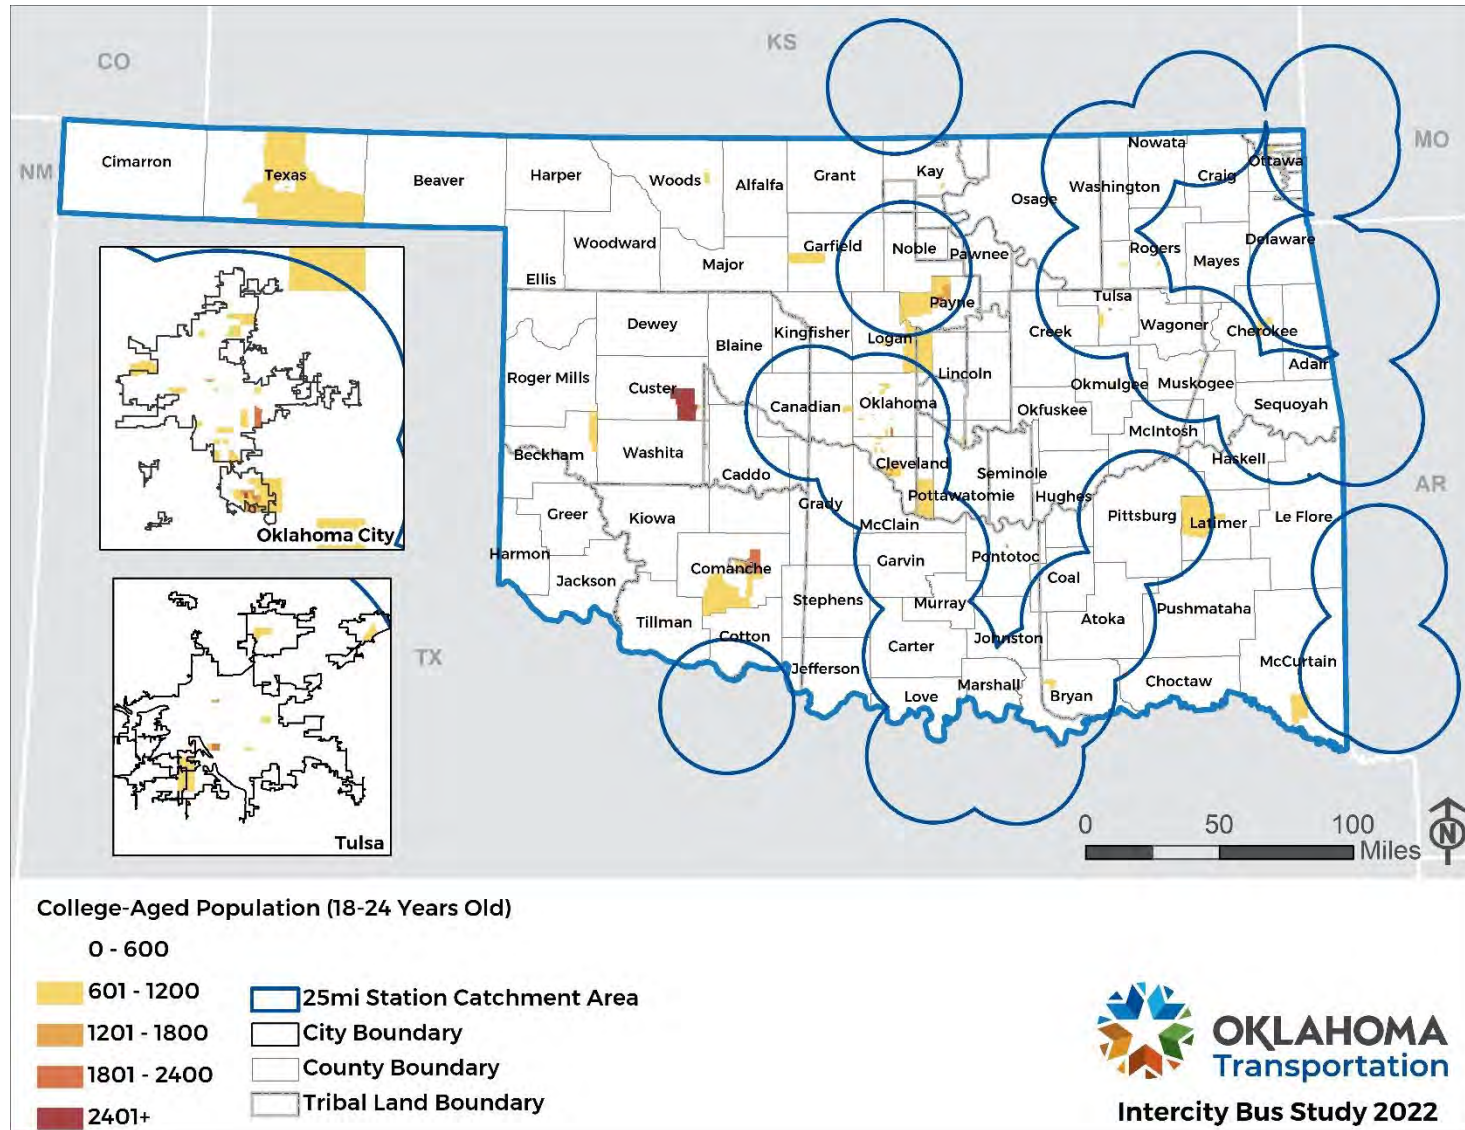 CO
KS
NM
MO
AR
TX
Cimarron
Texas
Beaver
Harper
Woods
Alfalfa
Grant
Kay
Osage
Washington
Nowata
Craig
Ottawa
Woodward
Ellis
Major
Garfield
Noble
Pawnee
Rogers
Mayes
Delaware
Dewey
Blaine
Kingfisher
Logan
Payne
Creek
Tulsa
Wagoner
Cherokee
Adair
Roger Mills
Custer
Canadian
Oklahoma
Lincoln
Okfuskee
Okmulgee
Muskogee
Sequoyah
McIntosh
Beckham
Washita
Caddo
Grady
Cleveland
Pottawatomie
Seminole
Hughes
Haskell
Pittsburg
Latimer
Le Flore
Greer
Kiowa
McClain
Harmon
Jackson
Comanche
Garvin
Pontotoc
Coal
Tillman
Cotton
Stephens
Murray
Johnston
Atoka
Pushmataha
Jefferson
Carter
Love
Marshall
Bryan
Choctaw
McCurtain
Oklahoma City
Tulsa
0 50 100
Miles
N
College-Aged Population (18-24 Years Old)
0 - 600
601 - 1200
1201 - 1800
1801 - 2400
2401+
25mi Station Catchment Area
City Boundary
County Boundary
Tribal Land Boundary
OKLAHOMA
Transportation
Intercity Bus Study 2022